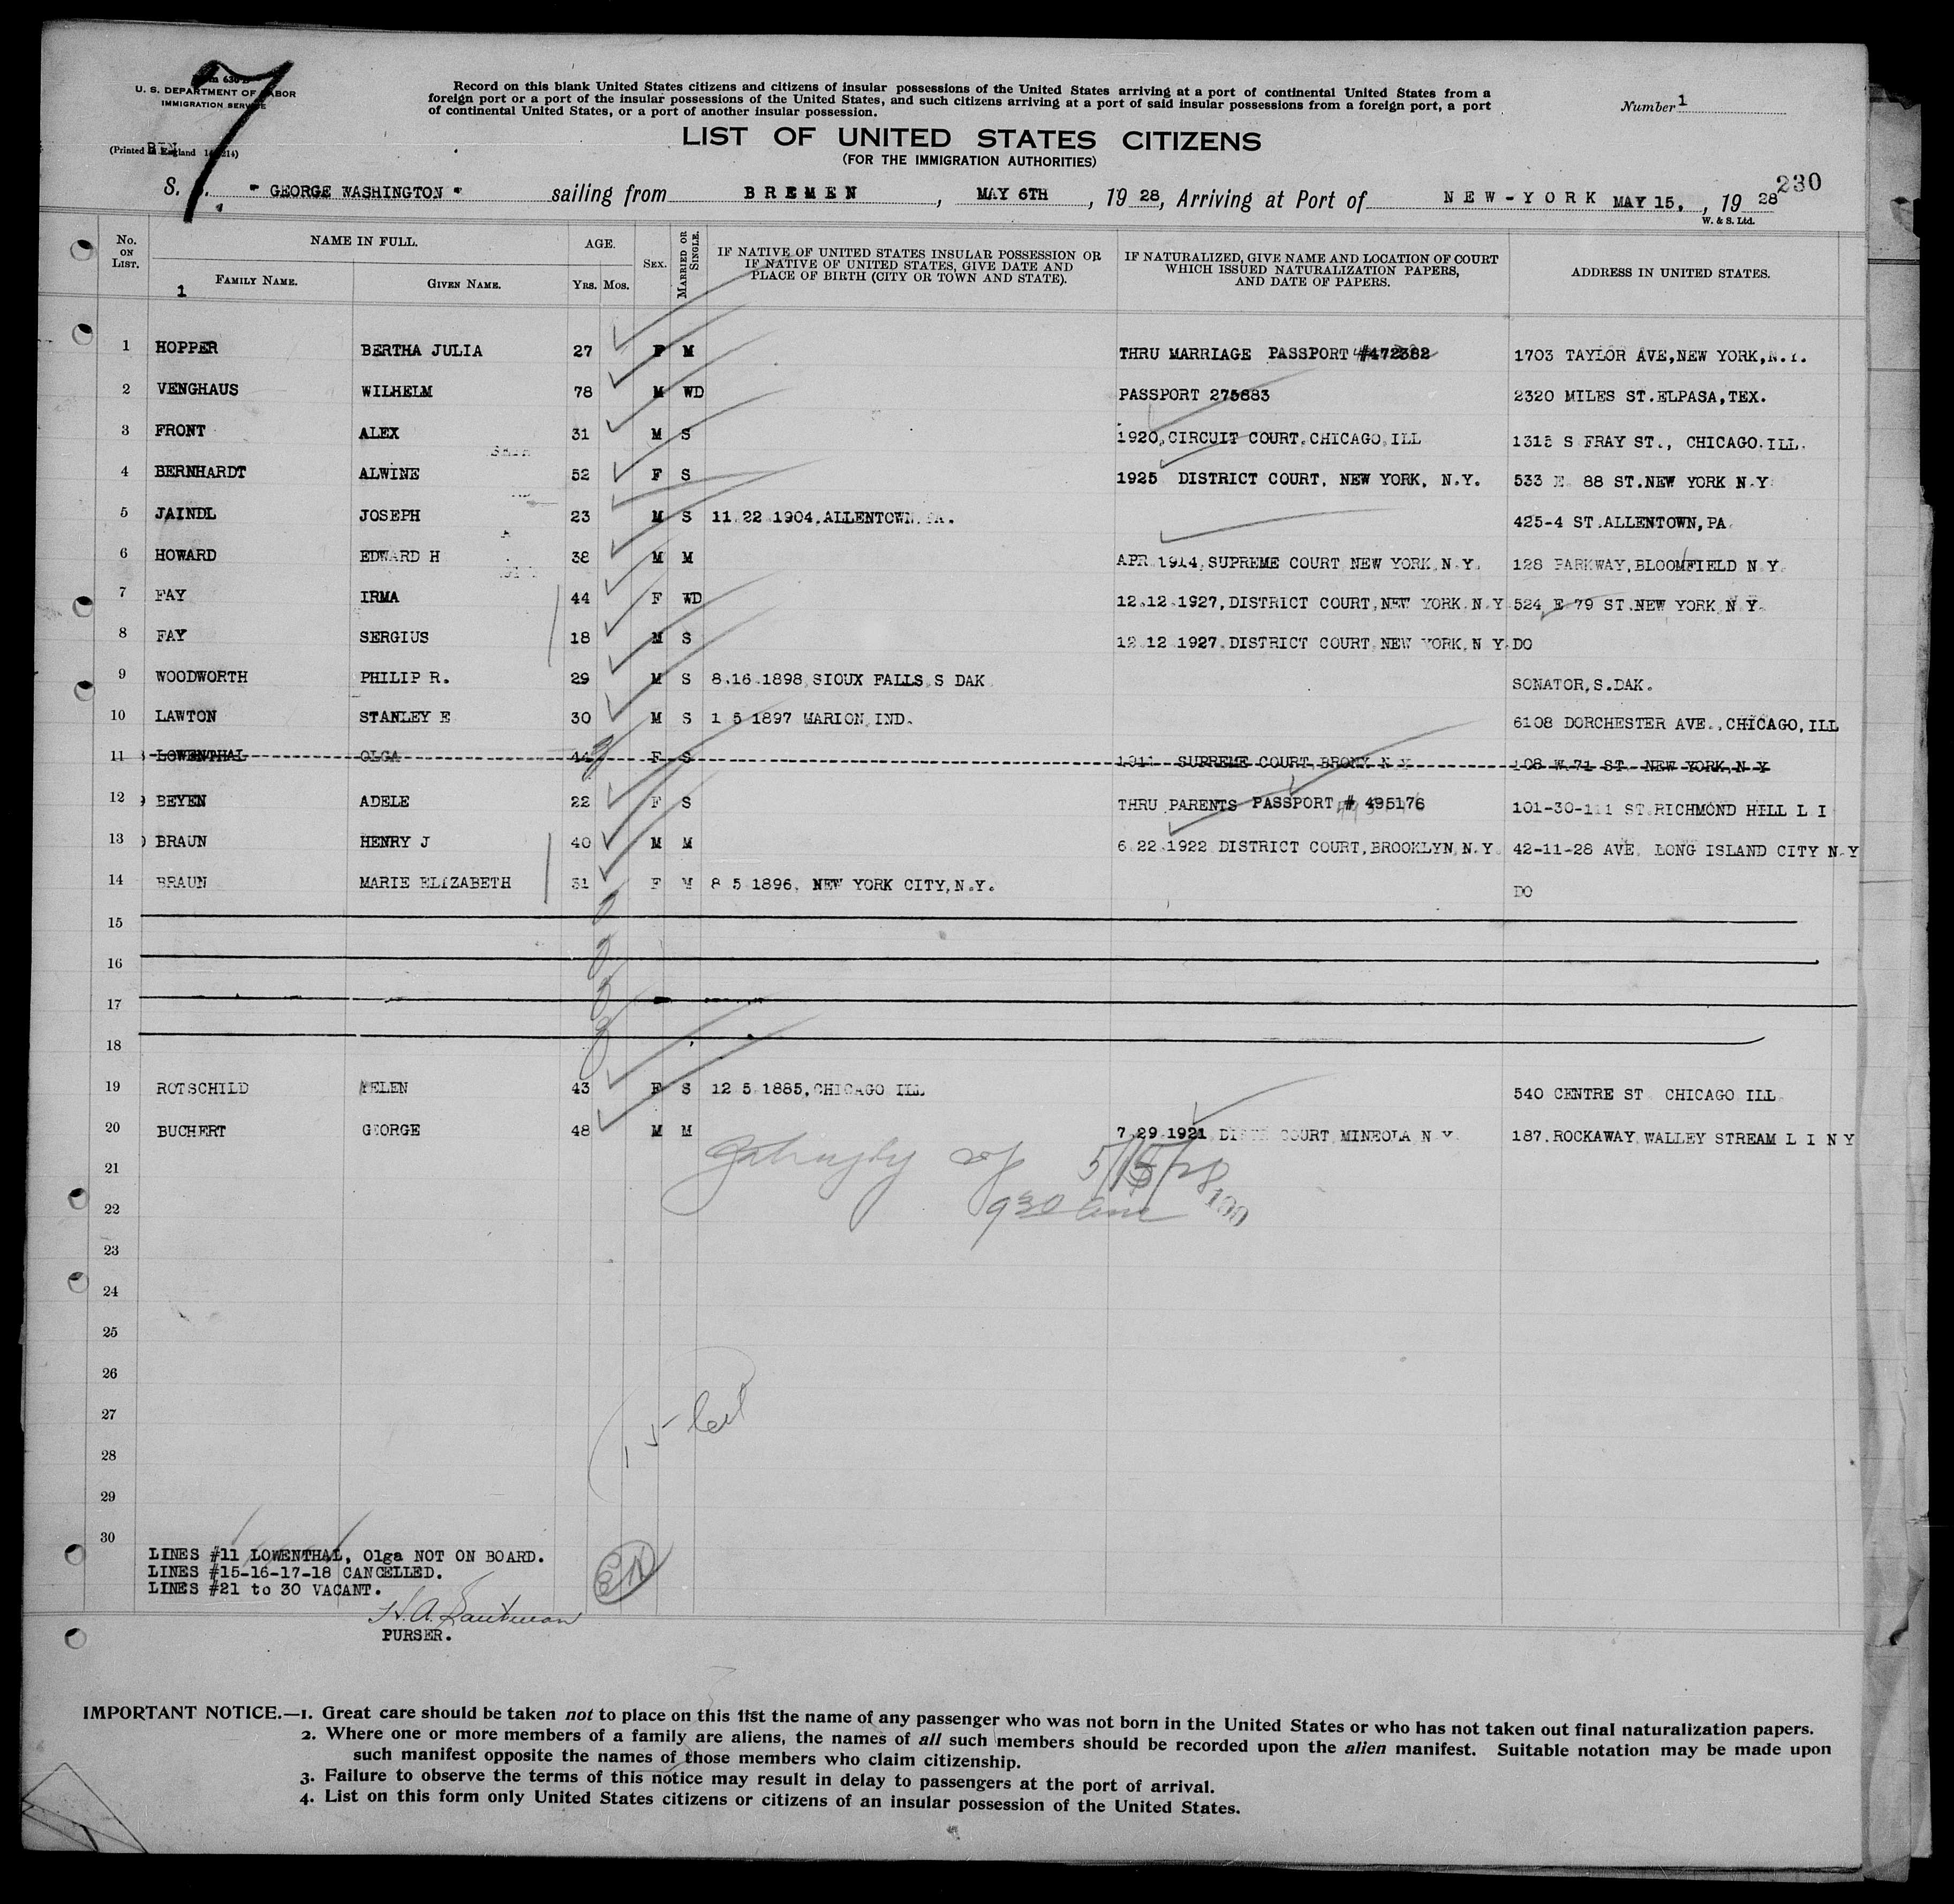 7
U. S. DEPARTMENT OF LABOR
IMMIGRATION SERVICE
(Printed in England
Record on this blank United States citizens and citizens of insular possessions of the United States arriving at a port of continental United States from a
foreign port or a port of the insular possessions of the United States, and such citizens arriving at a port of said insular possessions from a foreign port, a port
of continental United States, or a port of another insular possession.
Number 1
LIST OF UNITED STATES CITIZENS
(FOR THE IMMIGRATION AUTHORITIES)
230
S. S. " GEORGE WASHINGTON " sailing from BREMEN, MAY 6TH, 1928, Arriving at Port of NEW-YORK MAY 15., 1928
W. & S. Ltd.
No. ON LIST. NAME IN FULL. FAMILY NAME. GIVEN NAME. AGE. YRS. MOS. SEX. MARRIED OR SINGLE. IF NATIVE OF UNITED STATES INSULAR POSSESSION OR IF NATIVE OF UNITED STATES, GIVE DATE AND PLACE OF BIRTH (CITY OR TOWN AND STATE). IF NATURALIZED, GIVE NAME AND LOCATION OF COURT WHICH ISSUED NATURALIZATION PAPERS, AND DATE OF PAPERS. ADDRESS IN UNITED STATES.
1
1 HOPPER BERTHA JULIA 27 F M THRU MARRIAGE PASSPORT #472382 1703 TAYLOR AVE,NEW YORK,N.Y.
2 VENGHAUS WILHELM 78 M WD PASSPORT 275883 2320 MILES ST.ELPASA,TEX.
3 FRONT ALEX 31 M S 1920,CIRCUIT COURT.CHICAGO ILL 1315 S FRAY ST., CHICAGO.ILL.
4 BERNHARDT ALWINE 52 F S 1925 DISTRICT COURT, NEW YORK, N.Y. 533 E. 88 ST.NEW YORK N.Y.
5 JAINDL JOSEPH 23 M S 11.22 1904.ALLENTOWN PA. 425-4 ST.ALLENTOWN,PA.
6 HOWARD EDWARD H 38 M M APR.1914,SUPREME COURT NEW YORK,N.Y. 128 PARKWAY,BLOOMFIELD N Y.
7 FAY IRMA 44 F WD 12.12.1927,DISTRICT COURT,NEW YORK.N.Y. 524 E 79 ST.NEW YORK N Y.
8 FAY SERGIUS 18 M S 12 12 1927.DISTRICT COURT NEW YORK,N Y. DO
9 WOODWORTH PHILIP R. 29 M S 8.16.1898,SIOUX FALLS,S DAK SONATOR,S.DAK.
10 LAWTON STANLEY E 30 M S 1 5 1897 MARION,IND. 6108 DORCHESTER AVE.,CHICAGO,ILL
11 LOWENTHAL OLGA 44 F S 1911 SUPREME COURT,BRONX N Y 108 W.71 ST. NEW YORK,N Y
12 BEYEN ADELE 22 F S THRU PARENTS PASSPORT # 495176 101-30-111 ST.RICHMOND HILL L I
13 BRAUN HENRY J 40 M M 6.22.1922 DISTRICT COURT,BROOKLYN,N.Y. 42-11-28 AVE. LONG ISLAND CITY N.Y
14 BRAUN MARIE ELIZABETH 31 F M 8 5 1896, NEW YORK CITY,N.Y. DO
15
16
17
18
19 ROTSCHILD HELEN 43 F S 12 5 1885,CHICAGO ILL 540 CENTRE ST. CHICAGO ILL
20 BUCHERT GEORGE 48 M M 7.29 1921 DIST. COURT MINEOLA N Y. 187.ROCKAWAY WALLEY STREAM L I N Y
21 5/15/28
22 930 am 100
23
24
25
26
27
28
29
30
LINES #11 LOWENTHAL, Olga NOT ON BOARD.
LINES #15-16-17-18 CANCELLED.
LINES #21 to 30 VACANT.
PURSER.
IMPORTANT NOTICE.—1. Great care should be taken not to place on this list the name of any passenger who was not born in the United States or who has not taken out final naturalization papers.
2. Where one or more members of a family are aliens, the names of all such members should be recorded upon the alien manifest. Suitable notation may be made upon
such manifest opposite the names of those members who claim citizenship.
3. Failure to observe the terms of this notice may result in delay to passengers at the port of arrival.
4. List on this form only United States citizens or citizens of an insular possession of the United States.